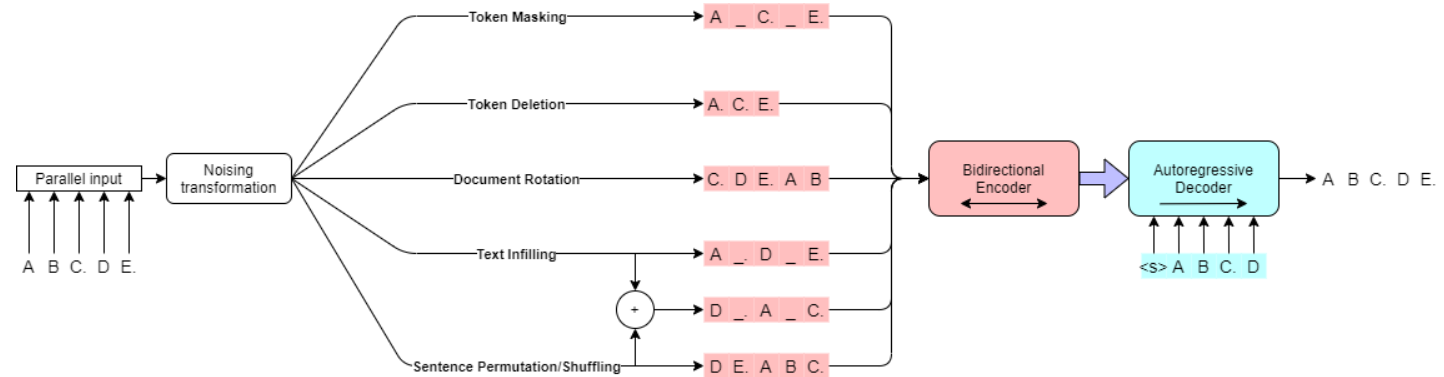 Token Masking
A _ C. _ E.
Token Deletion
A. C. E.
Parallel input
A B C. D E.
Noising
transformation
Document Rotation
C. D E. A B
Bidirectional
Encoder
Autoregressive
Decoder
<s> A B C. D
A B C. D E.
Text Infilling
A _. D _ E.
+
D _. A _ C.
Sentence Permutation/Shuffling
D E. A B C.